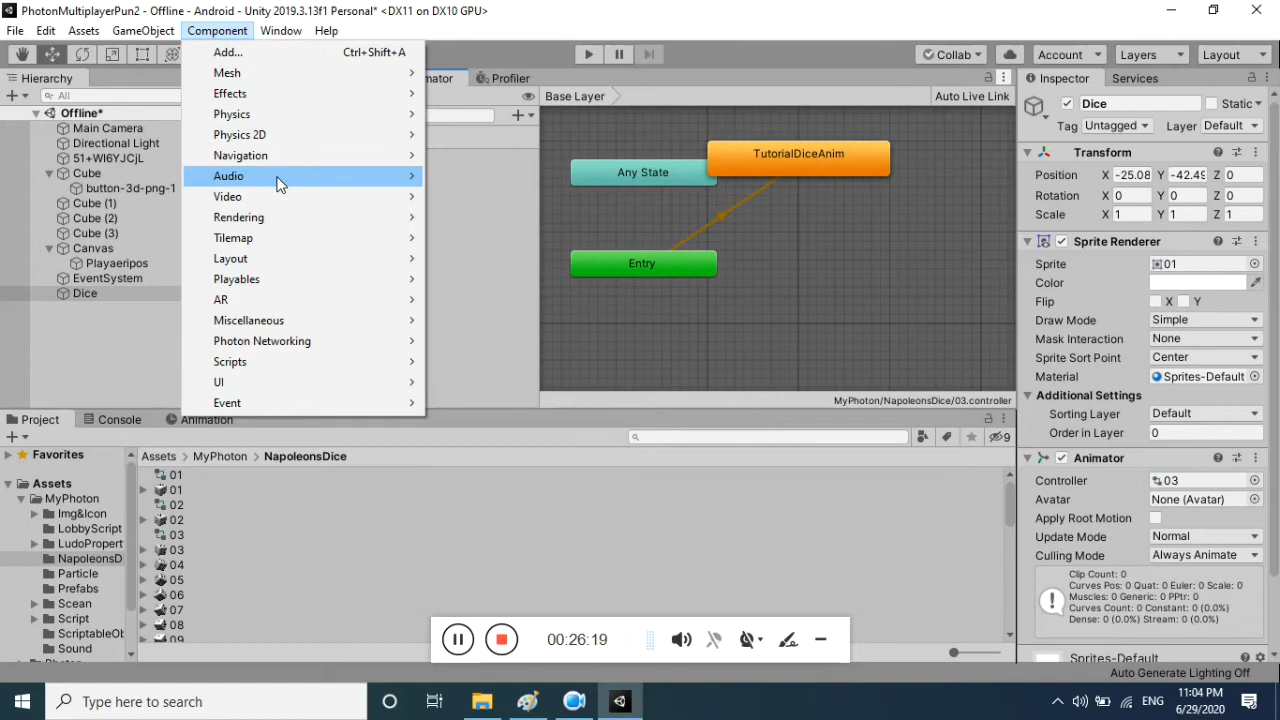 PhotonMultiplayerPun2 - Offline - Android - Unity 2019.3.13f1 Personal* <DX11 on DX10 GPU>
File Edit Assets GameObject Component Window Help
Collab Account Layers Layout
Hierarchy
All
Offline*
Main Camera
Directional Light
51+Wl6YJCjL
Cube
button-3d-png-1
Cube (1)
Cube (2)
Cube (3)
Canvas
Playaeripos
EventSystem
Dice
Add... Ctrl+Shift+A
Mesh
Effects
Physics
Physics 2D
Navigation
Audio
Video
Rendering
Tilemap
Layout
Playables
AR
Miscellaneous
Photon Networking
Scripts
UI
Event
mator Profiler
Base Layer Auto Live Link
Any State
TutorialDiceAnim
Entry
MyPhoton/NapoleonsDice/03.controller
Inspector Services
Dice Static
Tag Untagged Layer Default
Transform
Position X -25.08 Y -42.49 Z 0
Rotation X 0 Y 0 Z 0
Scale X 1 Y 1 Z 1
Sprite Renderer
Sprite 01
Color
Flip X Y
Draw Mode Simple
Mask Interaction None
Sprite Sort Point Center
Material Sprites-Default
Additional Settings
Sorting Layer Default
Order in Layer 0
Animator
Controller 03
Avatar None (Avatar)
Apply Root Motion
Update Mode Normal
Culling Mode Always Animate
Clip Count: 0
Curves Pos: 0 Quat: 0 Euler: 0 Scale: 0
Muscles: 0 Generic: 0 PPtr: 0
Curves Count: 0 Constant: 0 (0.0%)
Dense: 0 (0.0%) Stream: 0 (0.0%)
Sprites-Default
Auto Generate Lighting Off
Project Console Animation
9
Favorites
Assets
MyPhoton
Img&Icon
LobbyScript
LudoPropert
NapoleonsD
Particle
Prefabs
Scean
Script
ScriptableOb
Sound
Assets MyPhoton NapoleonsDice
01
01
02
02
03
03
04
05
06
07
08
09
00:26:19
Type here to search
ENG
11:04 PM
6/29/2020